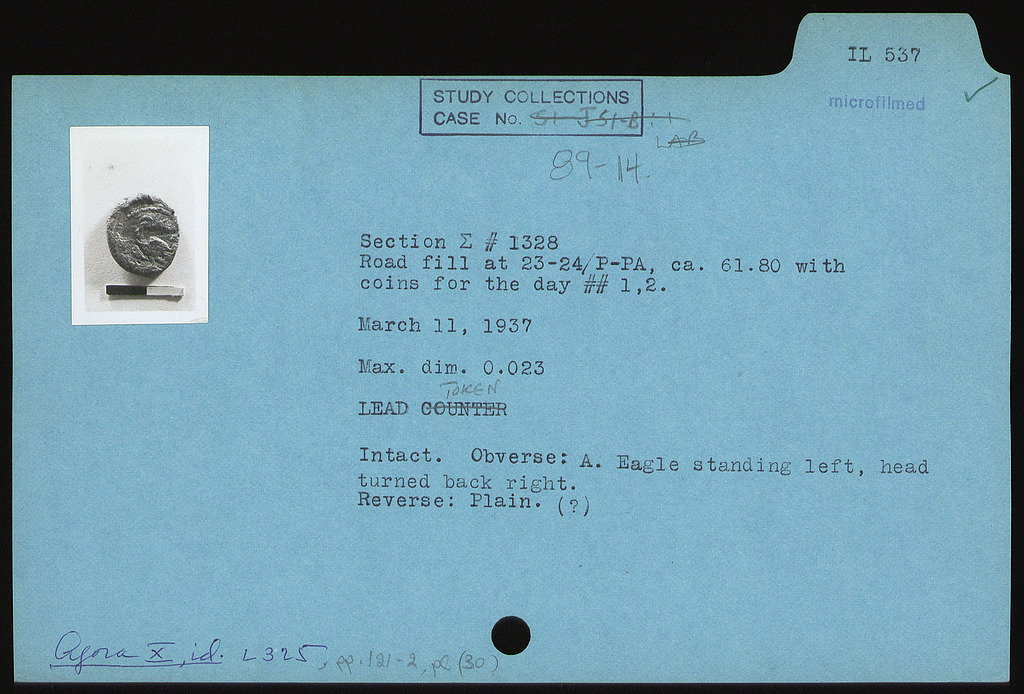 IL 537
microfilmed
STUDY COLLECTIONS
CASE No.
LAB
89-14.
Section Σ # 1328
Road fill at 23-24/P-PA, ca. 61.80 with
coins for the day ## 1,2.
March 11, 1937
Max. dim. 0.023
TOKEN
LEAD COUNTER
Intact. Obverse: A. Eagle standing left, head
turned back right.
Reverse: Plain. (?)
Agora X, id. L325, pp. 121-2, pl (30)